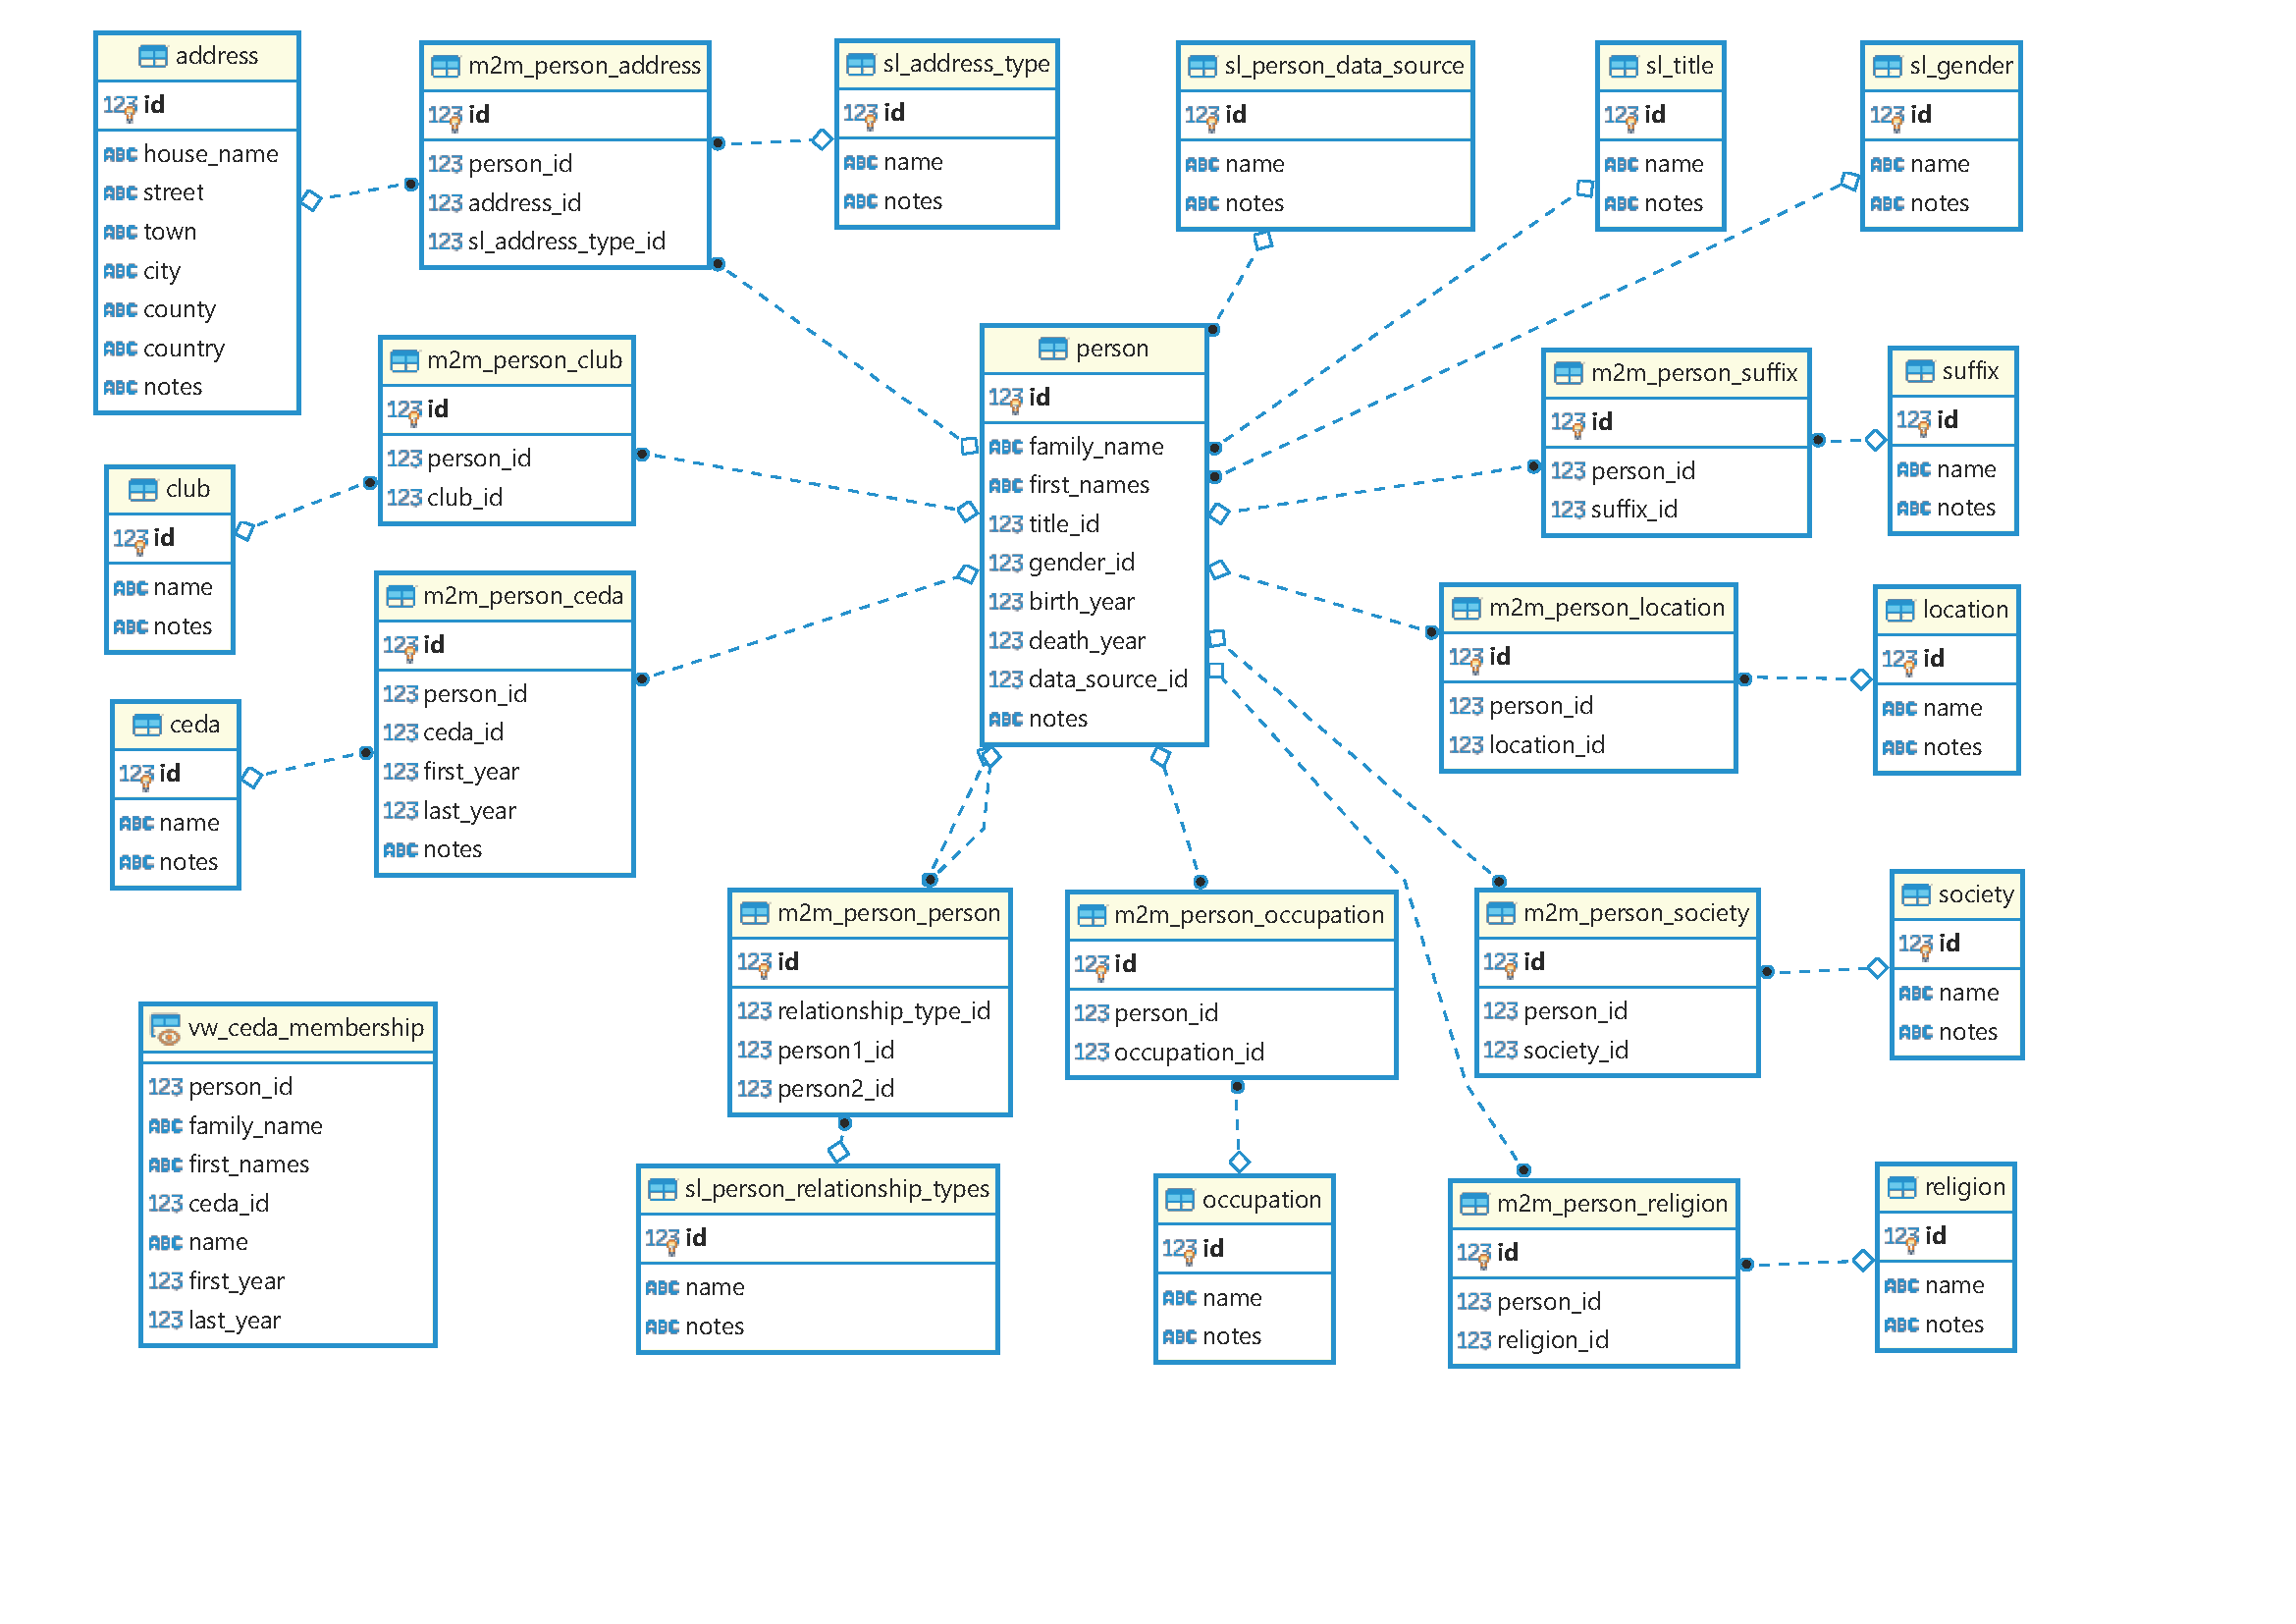 address
123 id
ABC house_name
ABC street
ABC town
ABC city
ABC county
ABC country
ABC notes
m2m_person_address
123 id
123 person_id
123 address_id
123 sl_address_type_id
sl_address_type
123 id
ABC name
ABC notes
sl_person_data_source
123 id
ABC name
ABC notes
sl_title
123 id
ABC name
ABC notes
sl_gender
123 id
ABC name
ABC notes
m2m_person_club
123 id
123 person_id
123 club_id
person
123 id
ABC family_name
ABC first_names
123 title_id
123 gender_id
123 birth_year
123 death_year
123 data_source_id
ABC notes
m2m_person_suffix
123 id
123 person_id
123 suffix_id
suffix
123 id
ABC name
ABC notes
club
123 id
ABC name
ABC notes
m2m_person_ceda
123 id
123 person_id
123 ceda_id
123 first_year
123 last_year
ABC notes
m2m_person_location
123 id
123 person_id
123 location_id
location
123 id
ABC name
ABC notes
ceda
123 id
ABC name
ABC notes
m2m_person_person
123 id
123 relationship_type_id
123 person1_id
123 person2_id
m2m_person_occupation
123 id
123 person_id
123 occupation_id
m2m_person_society
123 id
123 person_id
123 society_id
society
123 id
ABC name
ABC notes
vw_ceda_membership
123 person_id
ABC family_name
ABC first_names
123 ceda_id
ABC name
123 first_year
123 last_year
sl_person_relationship_types
123 id
ABC name
ABC notes
occupation
123 id
ABC name
ABC notes
m2m_person_religion
123 id
123 person_id
123 religion_id
religion
123 id
ABC name
ABC notes